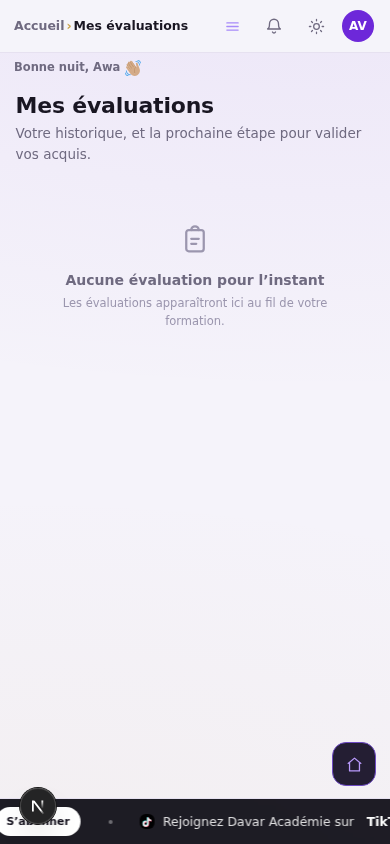 Accueil › Mes évaluations
AV
Bonne nuit, Awa 👋
Mes évaluations
Votre historique, et la prochaine étape pour valider
vos acquis.
Aucune évaluation pour l’instant
Les évaluations apparaîtront ici au fil de votre
formation.
N
• Rejoignez Davar Académie sur